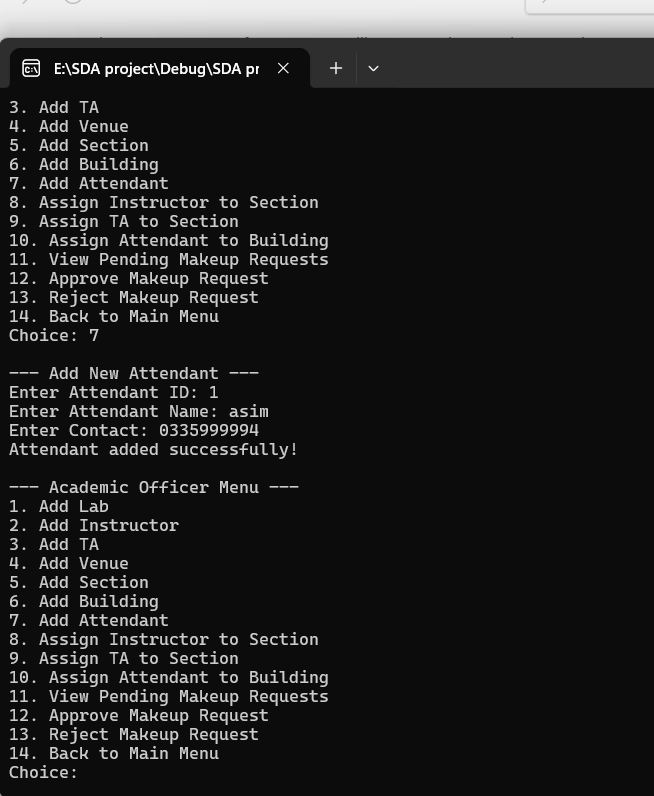 E:\SDA project\Debug\SDA pr
3. Add TA
4. Add Venue
5. Add Section
6. Add Building
7. Add Attendant
8. Assign Instructor to Section
9. Assign TA to Section
10. Assign Attendant to Building
11. View Pending Makeup Requests
12. Approve Makeup Request
13. Reject Makeup Request
14. Back to Main Menu
Choice: 7
--- Add New Attendant ---
Enter Attendant ID: 1
Enter Attendant Name: asim
Enter Contact: 0335999994
Attendant added successfully!
--- Academic Officer Menu ---
1. Add Lab
2. Add Instructor
3. Add TA
4. Add Venue
5. Add Section
6. Add Building
7. Add Attendant
8. Assign Instructor to Section
9. Assign TA to Section
10. Assign Attendant to Building
11. View Pending Makeup Requests
12. Approve Makeup Request
13. Reject Makeup Request
14. Back to Main Menu
Choice: